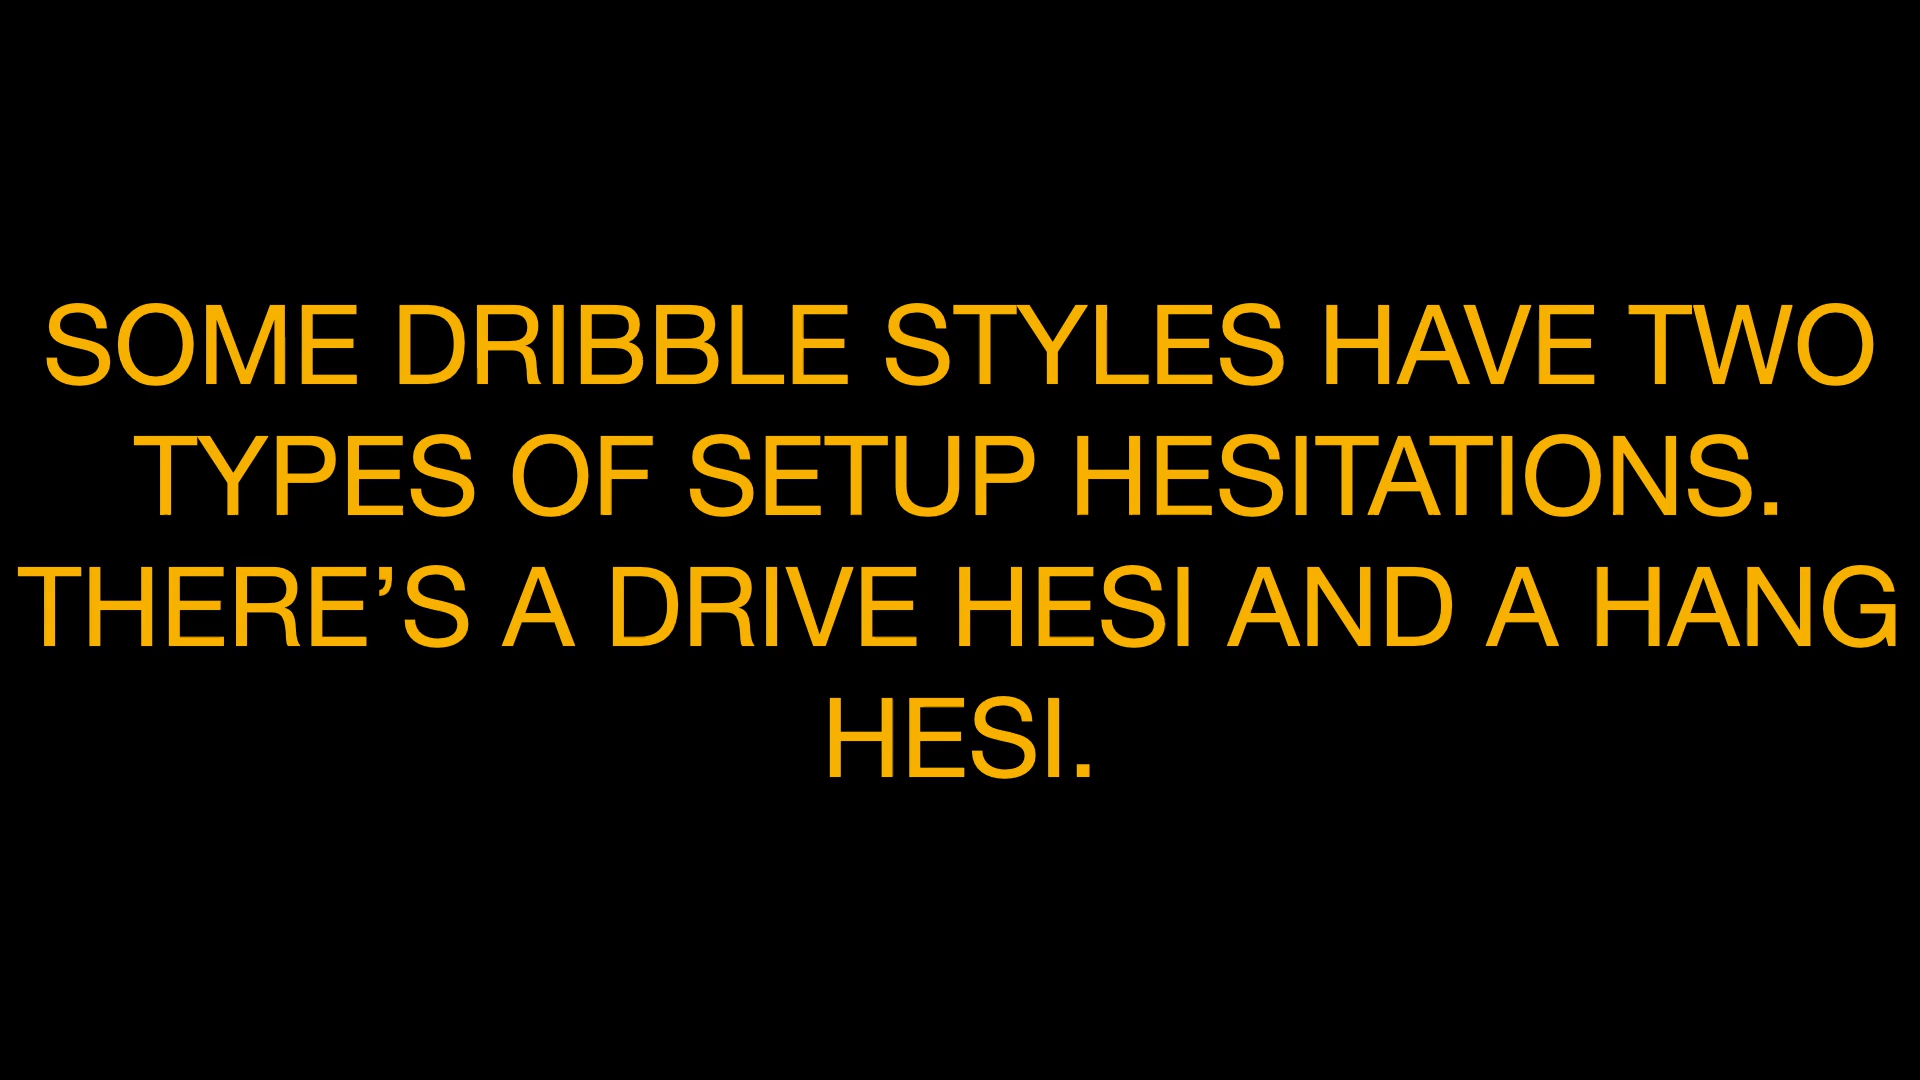 SOME DRIBBLE STYLES HAVE TWO
TYPES OF SETUP HESITATIONS.
THERE’S A DRIVE HESI AND A HANG
HESI.